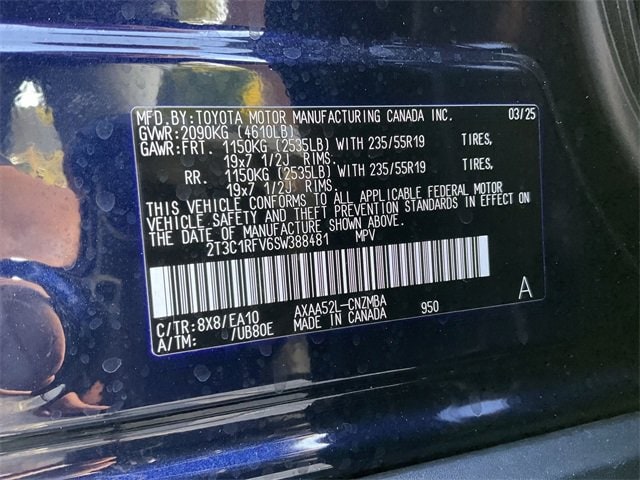 MFD.BY:TOYOTA MOTOR MANUFACTURING CANADA INC. 03/25
GVWR:2090KG (4610LB)
GAWR:FRT. 1150KG (2535LB) WITH 235/55R19 TIRES,
19x7 1/2J RIMS.
RR. 1150KG (2535LB) WITH 235/55R19 TIRES,
19x7 1/2J RIMS.
THIS VEHICLE CONFORMS TO ALL APPLICABLE FEDERAL MOTOR
VEHICLE SAFETY AND THEFT PREVENTION STANDARDS IN EFFECT ON
THE DATE OF MANUFACTURE SHOWN ABOVE.
2T3C1RFV6SW388481 MPV
C/TR:8X8/EA10 AXAA52L-CNZMBA 950 A
A/TM: /UB80E MADE IN CANADA